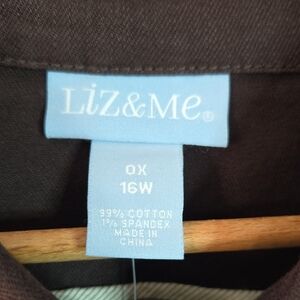 Liz&Me®
0X
16W
99% COTTON
1% SPANDEX
MADE IN
CHINA